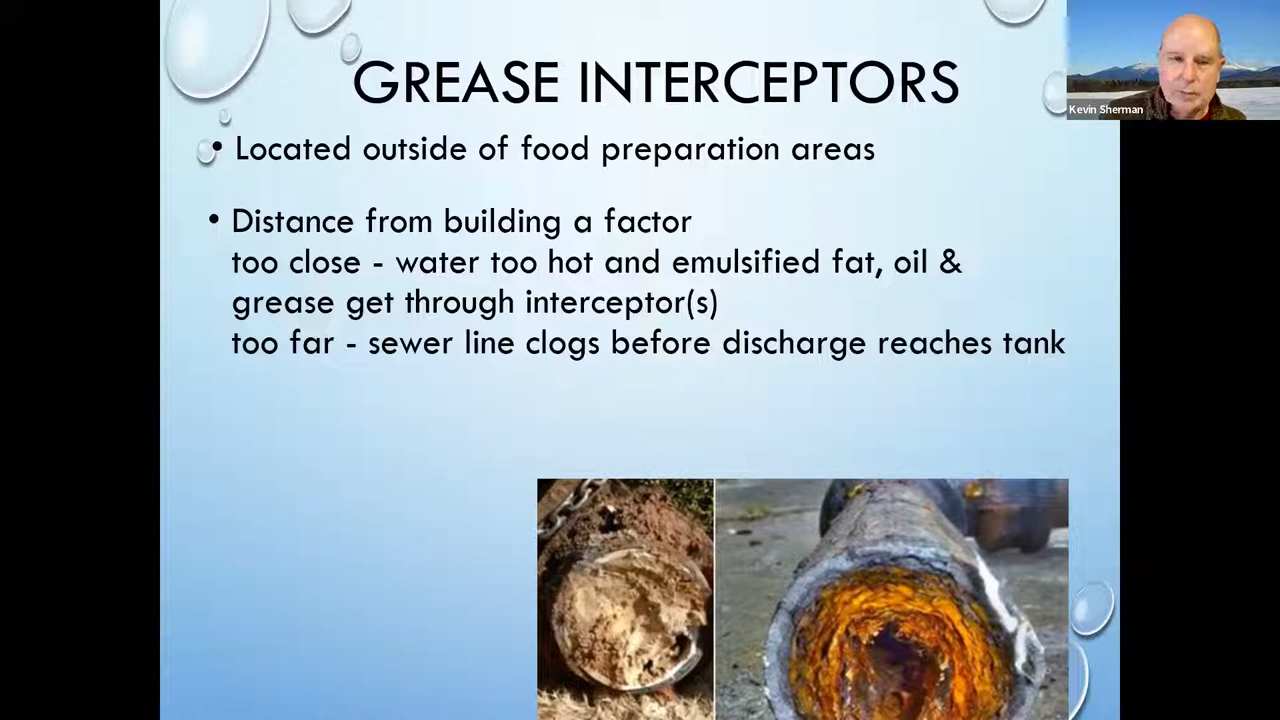 GREASE INTERCEPTORS
Kevin Sherman
• Located outside of food preparation areas
• Distance from building a factor
too close - water too hot and emulsified fat, oil &
grease get through interceptor(s)
too far - sewer line clogs before discharge reaches tank